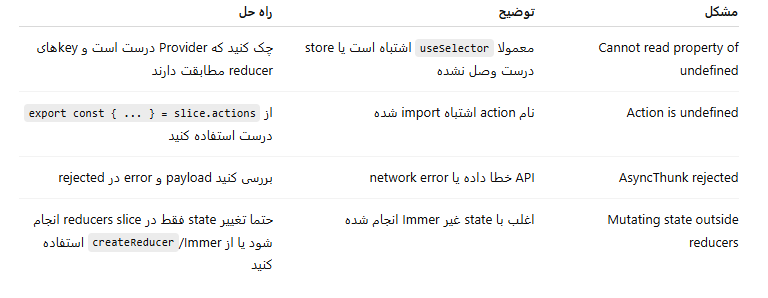 مشکل توضیح راه حل
Cannot read property of معمولا useSelector اشتباه است یا store چک کنید که Provider درست است و keyهای
undefined درست وصل نشده reducer مطابقت دارند
Action is undefined نام action اشتباه import شده از export const { ... } = slice.actions
درست استفاده کنید
AsyncThunk rejected API خطا داده یا network error بررسی کنید payload و error در rejected
Mutating state outside اغلب با state غیر Immer انجام شده حتما تغییر state فقط در reducers slice انجام
reducers شود یا از createReducer/Immer استفاده
کنید